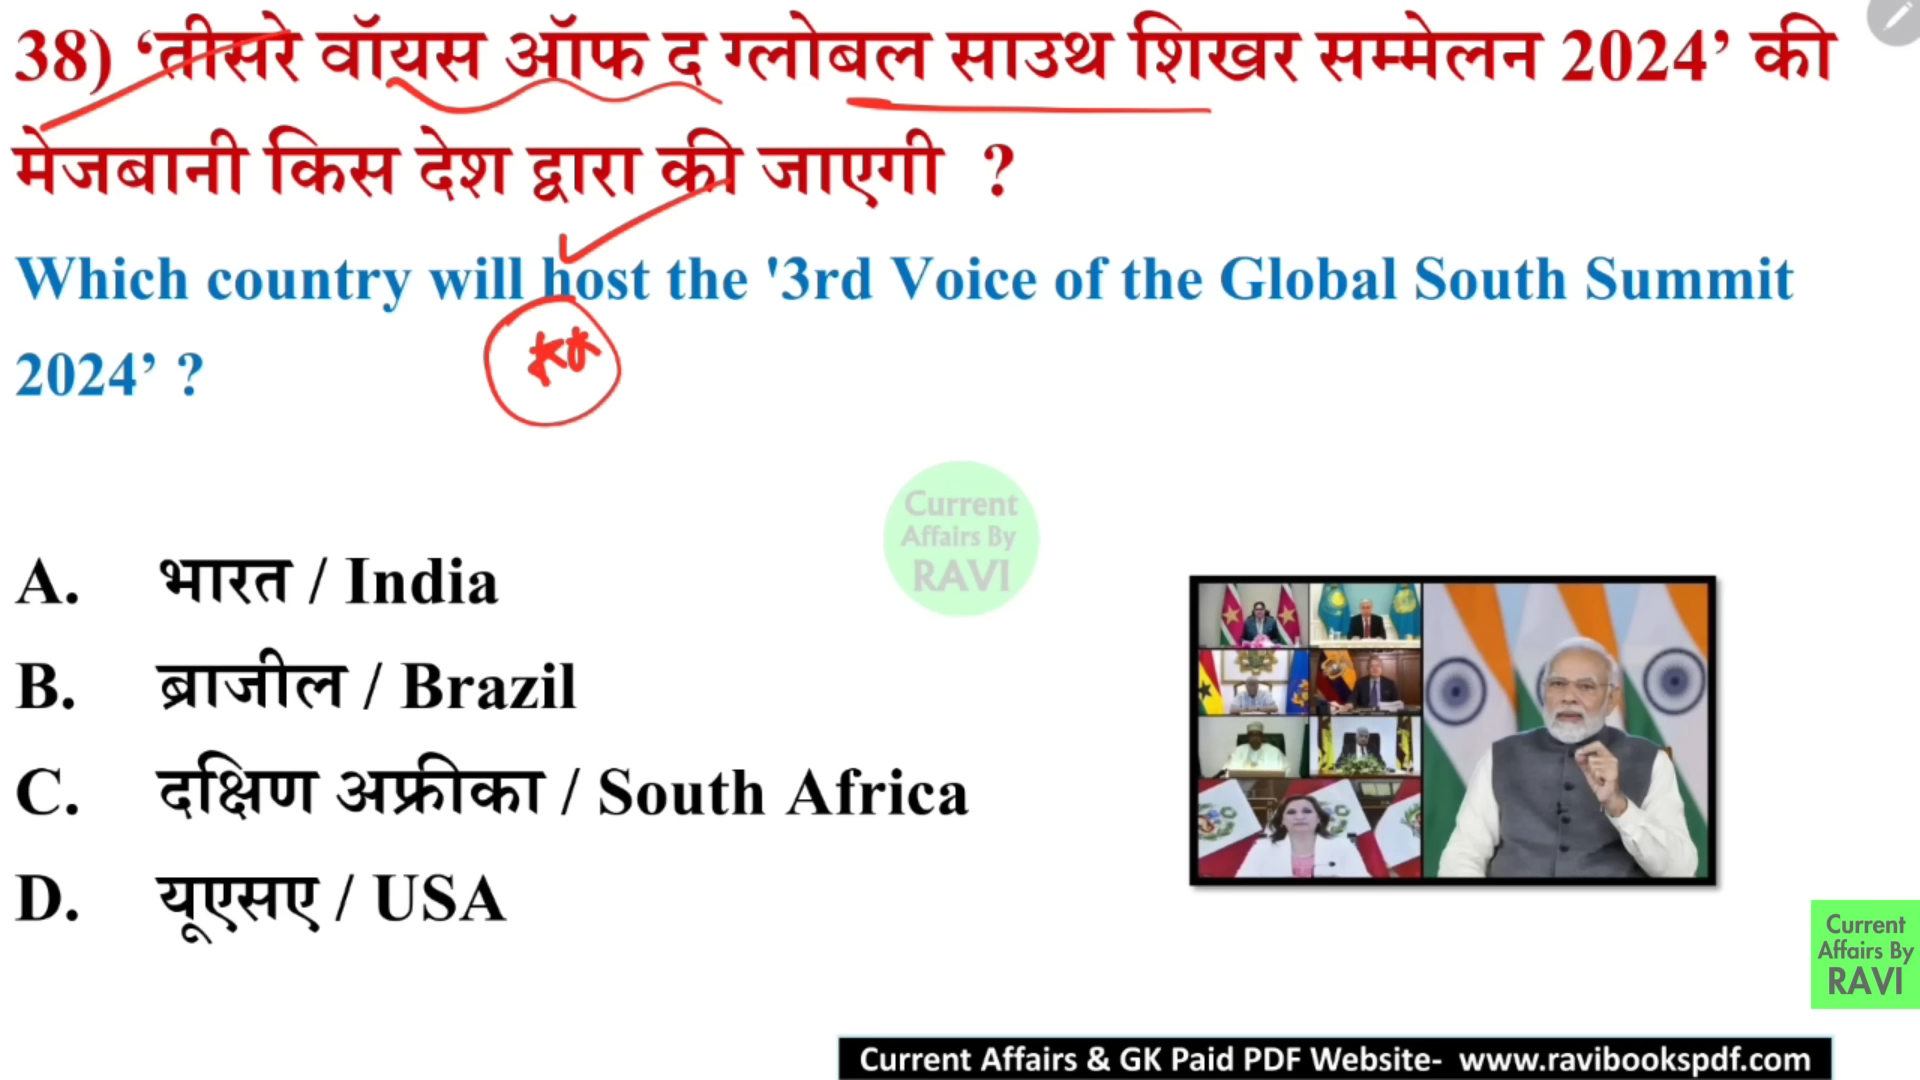 38) ‘तीसरे वॉयस ऑफ द ग्लोबल साउथ शिखर सम्मेलन 2024’ की
मेजबानी किस देश द्वारा की जाएगी ?
Which country will host the '3rd Voice of the Global South Summit
2024’ ?
Current
Affairs By
RAVI
A. भारत / India
B. ब्राजील / Brazil
C. दक्षिण अफ्रीका / South Africa
D. यूएसए / USA
Current
Affairs By
RAVI
Current Affairs & GK Paid PDF Website- www.ravibookspdf.com